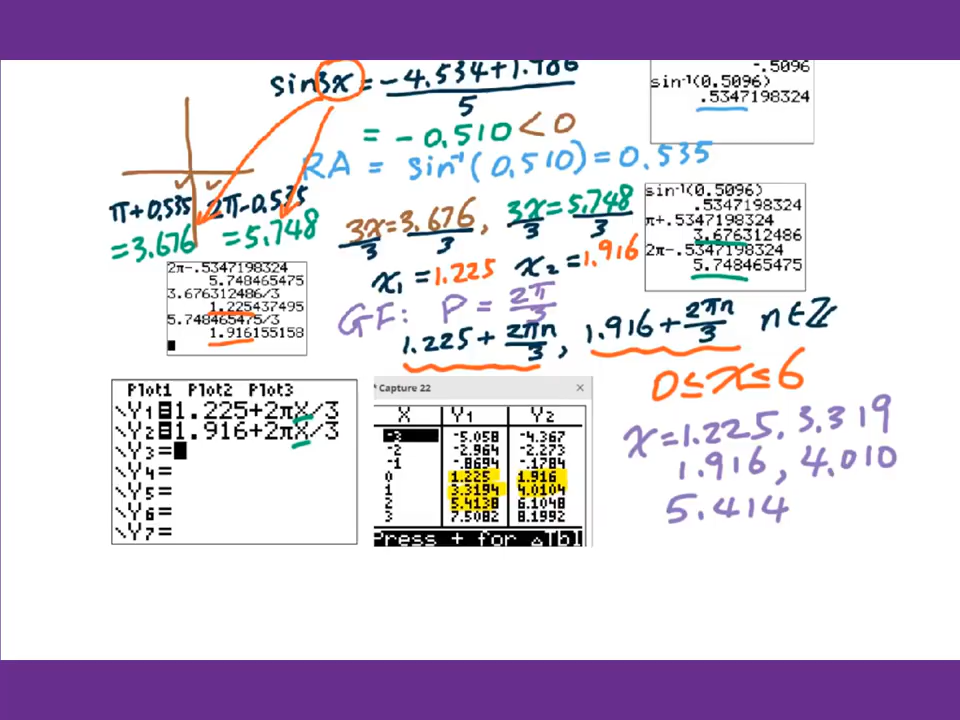 sin3x = -4.534+1.986
5
-.5096
sin⁻¹(0.5096)
.5347198324
= -0.510 < 0
RA = sin⁻¹(0.510) = 0.535
π+0.535 2π-0.535
=3.676 =5.748
3x=3.676, 3x=5.748
3 3 3 3
x₁=1.225 x₂=1.916
sin⁻¹(0.5096)
.5347198324
π+.5347198324
3.676312486
2π-.5347198324
5.748465475
2π-.5347198324
5.748465475
3.676312486/3
1.225437495
5.748465475/3
1.916155158
GF: P = 2π/3
1.225 + 2πn/3, 1.916 + 2πn/3 n∈ℤ
0≤x≤6
x=1.225, 3.319
1.916, 4.010
5.414
Plot1 Plot2 Plot3
\Y₁=1.225+2πX/3
\Y₂=1.916+2πX/3
\Y₃=
\Y₄=
\Y₅=
\Y₆=
\Y₇=
* Capture 22 ×
X Y₁ Y₂
-3 -5.058 -4.367
-2 -2.964 -2.273
-1 -.8694 -.1784
0 1.225 1.916
1 3.3194 4.0104
2 5.4138 6.1048
3 7.5082 8.1992
Press + for △Tbl